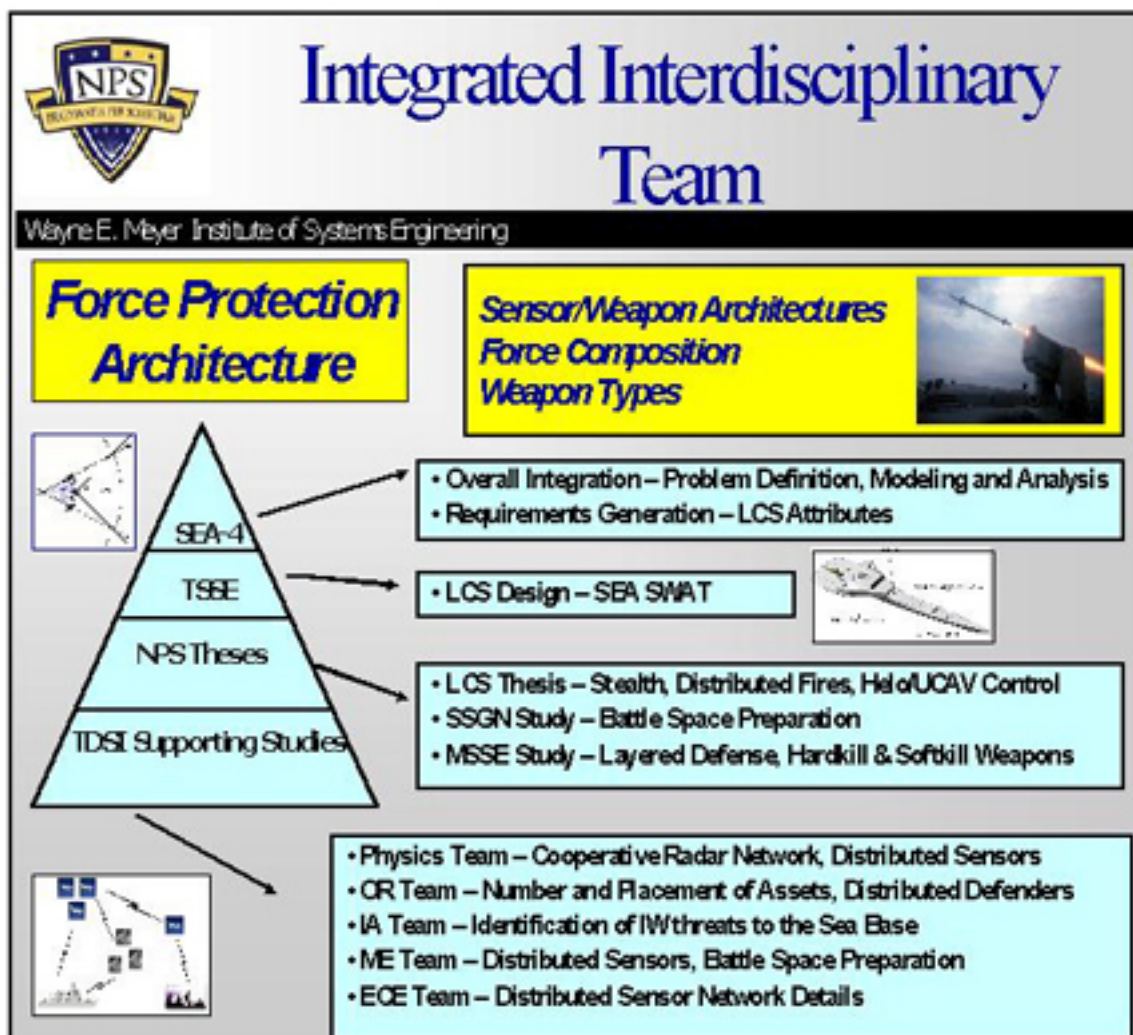 NPS
Integrated Interdisciplinary
Team
Wayne E. Meyer Institute of Systems Engineering
Force Protection
Architecture
Sensor/Weapon Architectures
Force Composition
Weapon Types
SEA-4
TSSE
NPS Theses
TDSI Supporting Studies
• Overall Integration – Problem Definition, Modeling and Analysis
• Requirements Generation – LCS Attributes
• LCS Design – SEA SWAT
• LCS Thesis – Stealth, Distributed Fires, Helo/UCAV Control
• SSGN Study – Battle Space Preparation
• MSSE Study – Layered Defense, Hardkill & Softkill Weapons
• Physics Team – Cooperative Radar Network, Distributed Sensors
• OR Team – Number and Placement of Assets, Distributed Defenders
• IA Team – Identification of IW threats to the Sea Base
• ME Team – Distributed Sensors, Battle Space Preparation
• ECE Team – Distributed Sensor Network Details